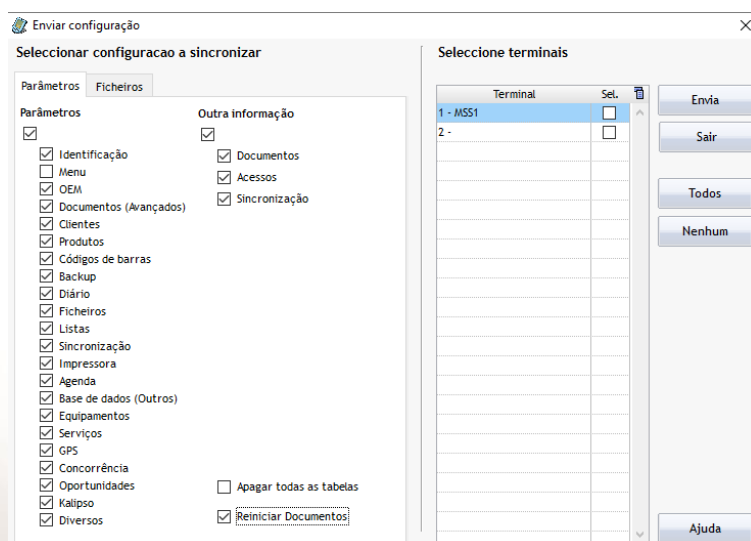 Enviar configuração
Seleccionar configuracao a sincronizar
Parâmetros Ficheiros
Parâmetros
Identificação
Menu
OEM
Documentos (Avançados)
Clientes
Produtos
Códigos de barras
Backup
Diário
Ficheiros
Listas
Sincronização
Impressora
Agenda
Base de dados (Outros)
Equipamentos
Serviços
GPS
Concorrência
Oportunidades
Kalipso
Diversos
Outra informação
Documentos
Acessos
Sincronização
Apagar todas as tabelas
Reiniciar Documentos
Seleccione terminais
Terminal Sel.
1 - MSS1
2 -
Envia
Sair
Todos
Nenhum
Ajuda